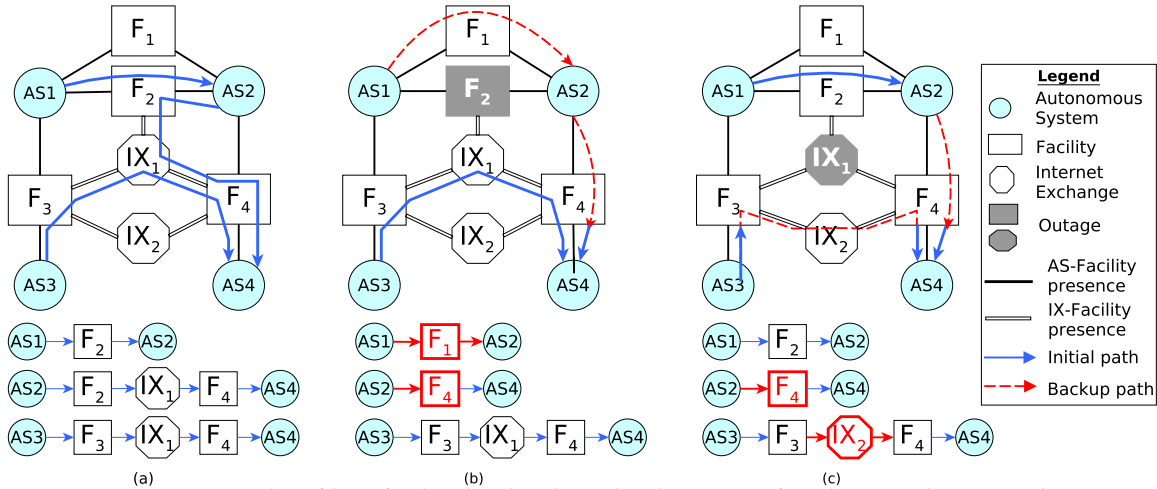 F1
AS1
F2
AS2
IX1
F3
F4
IX2
AS3
AS4
AS1
F2
AS2
AS2
F2
IX1
F4
AS4
AS3
F3
IX1
F4
AS4
(a)
F1
AS1
F2
AS2
IX1
F3
F4
IX2
AS3
AS4
AS1
F1
AS2
AS2
F4
AS4
AS3
F3
IX1
F4
AS4
(b)
F1
AS1
F2
AS2
IX1
F3
F4
IX2
AS3
AS4
AS1
F2
AS2
AS2
F4
AS4
AS3
F3
IX2
F4
AS4
(c)
Legend
Autonomous
System
Facility
Internet
Exchange
Outage
AS-Facility
presence
IX-Facility
presence
Initial path
Backup path